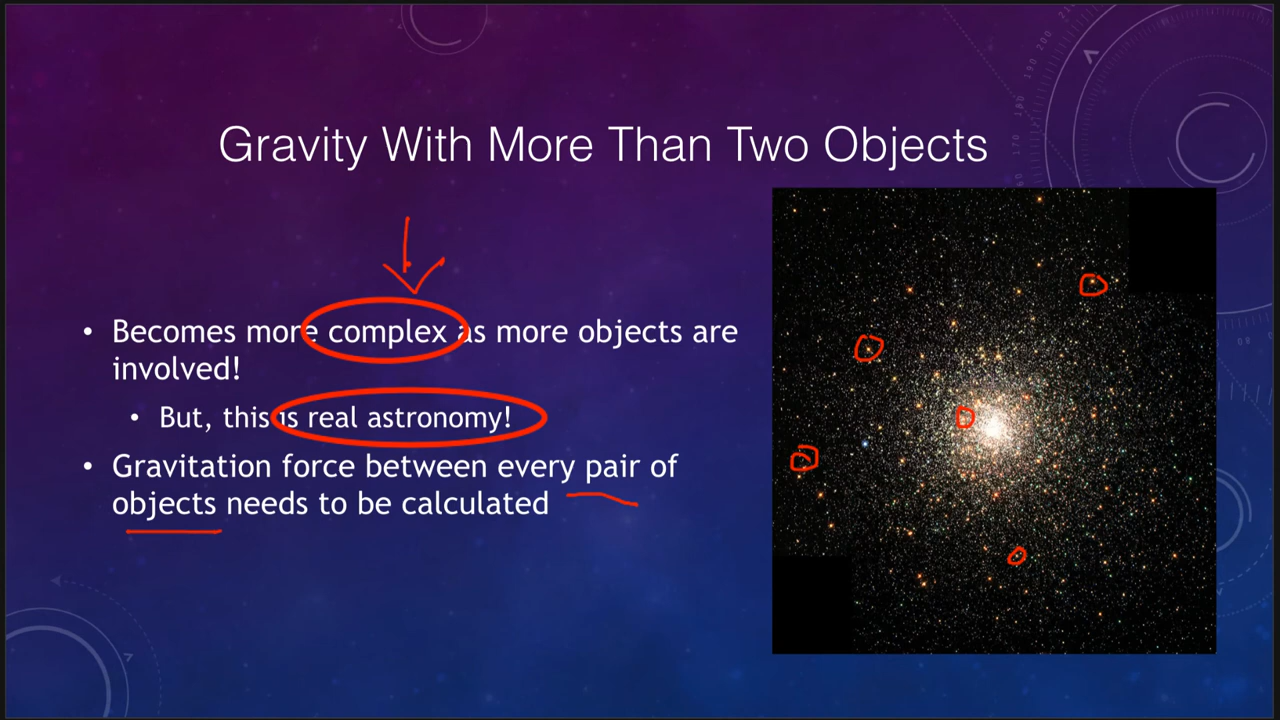 Gravity With More Than Two Objects
• Becomes more complex as more objects are
involved!
• But, this is real astronomy!
• Gravitation force between every pair of
objects needs to be calculated